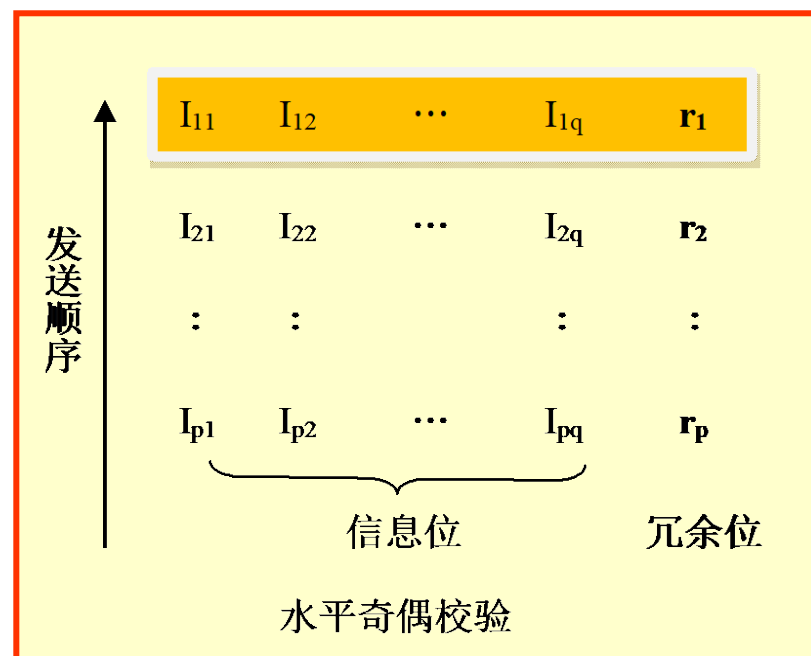 I₁₁ I₁₂ ··· I₁q r₁
I₂₁ I₂₂ ··· I₂q r₂
: : : :
Ip₁ Ip₂ ··· Ipq rp
发送顺序
信息位 冗余位
水平奇偶校验